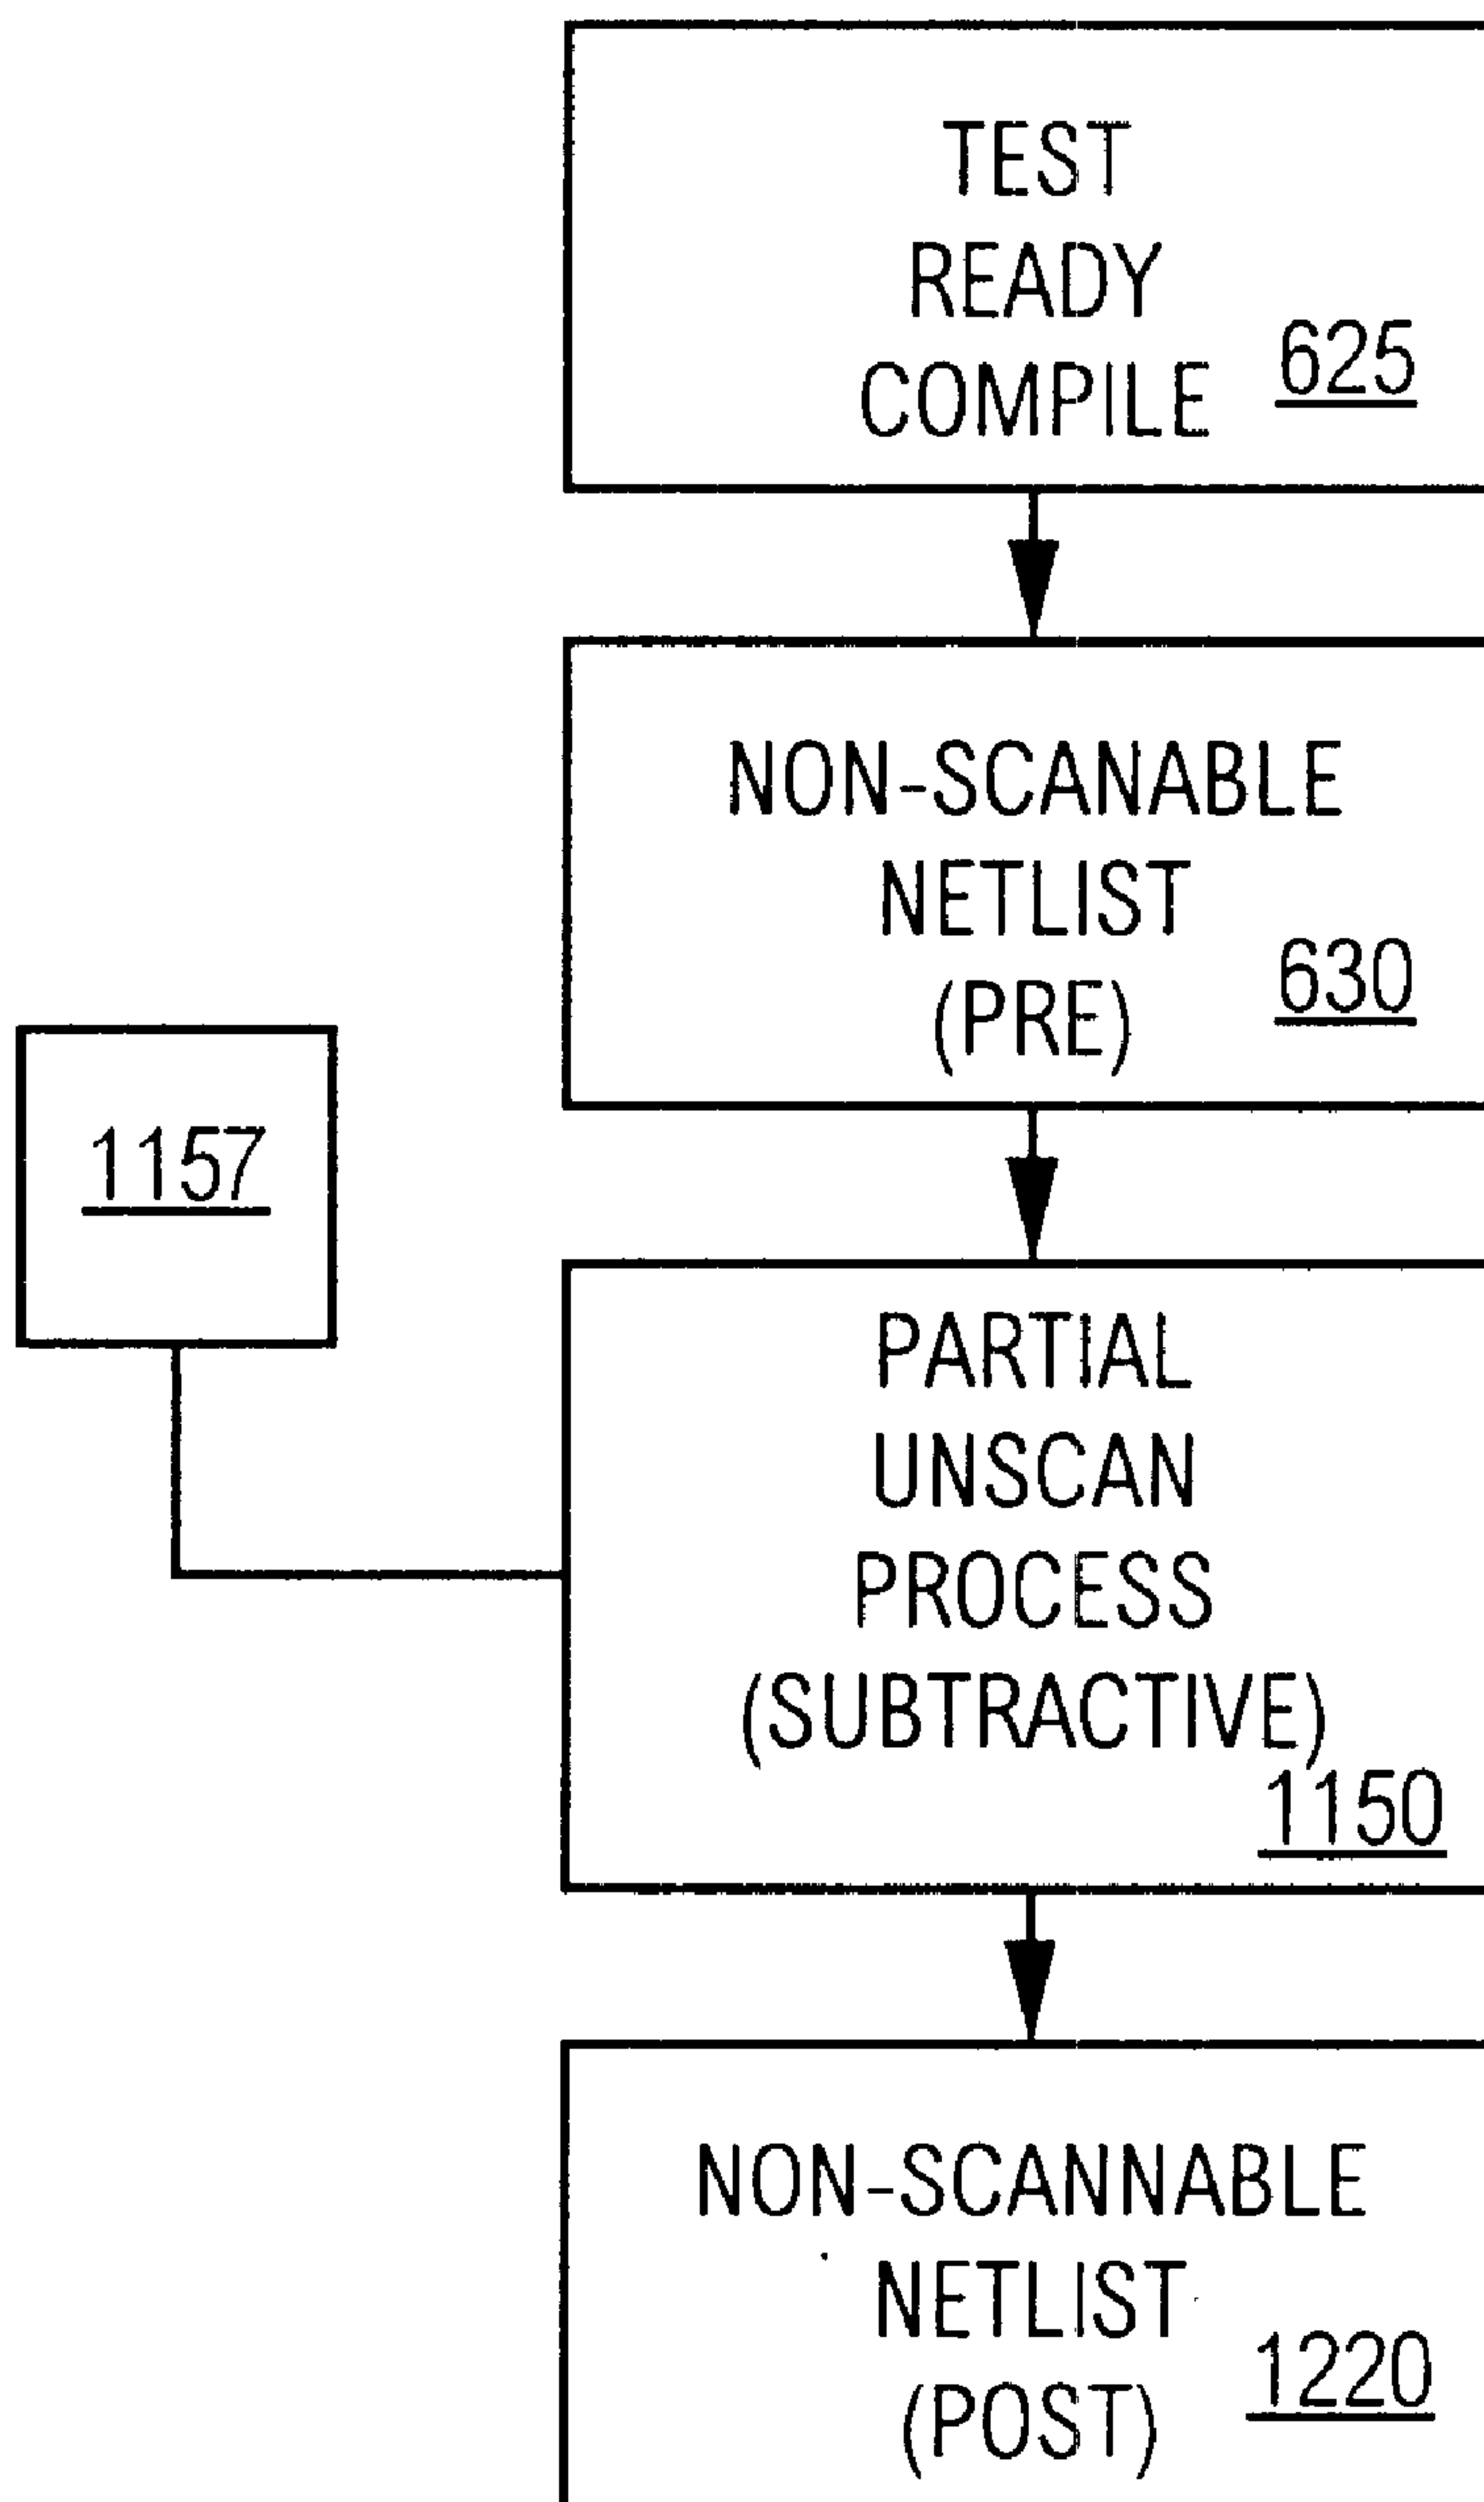 TEST
READY
COMPILE
625
NON-SCANABLE
NETLIST
(PRE)
630
1157
PARTIAL
UNSCAN
PROCESS
(SUBTRACTIVE)
1150
NON-SCANNABLE
NETLIST
(POST)
1220